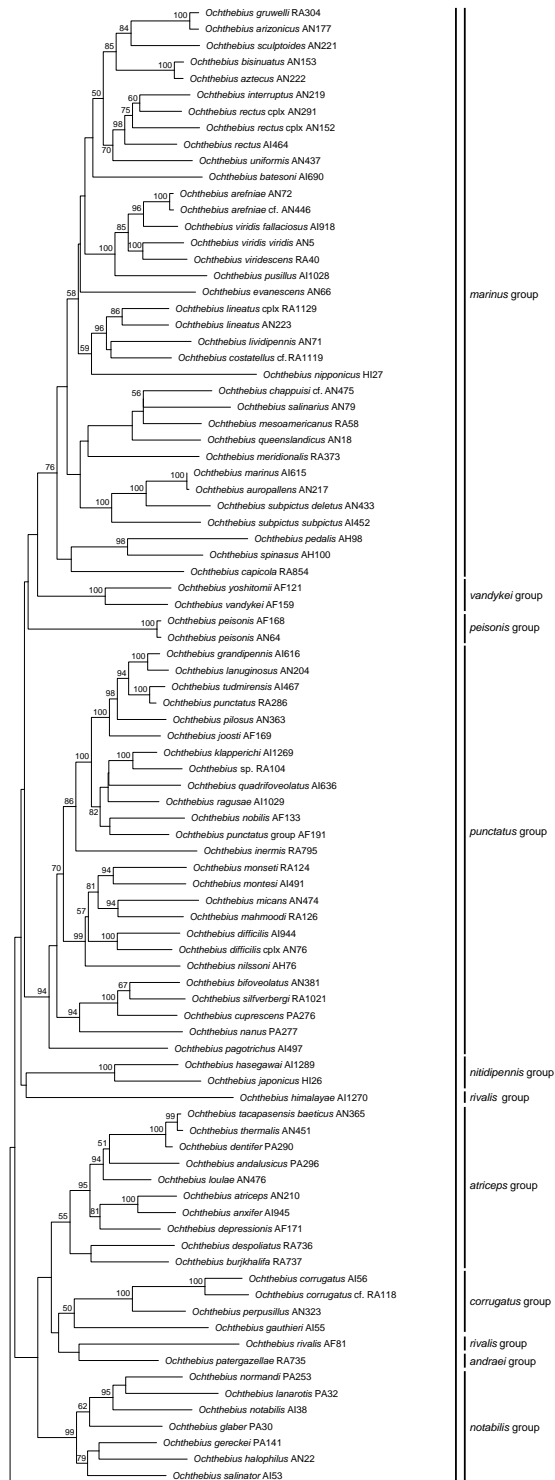 Ochthebius gruwelli RA304
Ochthebius arizonicus AN177
Ochthebius sculptoides AN221
Ochthebius bisinuatus AN153
Ochthebius aztecus AN222
Ochthebius interruptus AN219
Ochthebius rectus cplx AN291
Ochthebius rectus cplx AN152
Ochthebius rectus AI464
Ochthebius uniformis AN437
Ochthebius batesoni AI690
Ochthebius arefniae AN72
Ochthebius arefniae cf. AN446
Ochthebius viridis fallaciosus AI918
Ochthebius viridis viridis AN5
Ochthebius viridescens RA40
Ochthebius pusillus AI1028
Ochthebius evanescens AN66
Ochthebius lineatus cplx RA1129
Ochthebius lineatus AN223
Ochthebius lividipennis AN71
Ochthebius costatellus cf. RA1119
Ochthebius nipponicus HI27
Ochthebius chappuisi cf. AN475
Ochthebius salinarius AN79
Ochthebius mesoamericanus RA58
Ochthebius queenslandicus AN18
Ochthebius meridionalis RA373
Ochthebius marinus AI615
Ochthebius auropallens AN217
Ochthebius subpictus deletus AN433
Ochthebius subpictus subpictus AI452
Ochthebius pedalis AH98
Ochthebius spinasus AH100
Ochthebius capicola RA854
marinus group
Ochthebius yoshitomii AF121
Ochthebius vandykei AF159
vandykei group
Ochthebius peisonis AF168
Ochthebius peisonis AN64
peisonis group
Ochthebius grandipennis AI616
Ochthebius lanuginosus AN204
Ochthebius tudmirensis AI467
Ochthebius punctatus RA286
Ochthebius pilosus AN363
Ochthebius joosti AF169
Ochthebius klapperichi AI1269
Ochthebius sp. RA104
Ochthebius quadrifoveolatus AI636
Ochthebius ragusae AI1029
Ochthebius nobilis AF133
Ochthebius punctatus group AF191
Ochthebius inermis RA795
Ochthebius monseti RA124
Ochthebius montesi AI491
Ochthebius micans AN474
Ochthebius mahmoodi RA126
Ochthebius difficilis AI944
Ochthebius difficilis cplx AN76
Ochthebius nilssoni AH76
Ochthebius bifoveolatus AN381
Ochthebius silfverbergi RA1021
Ochthebius cuprescens PA276
Ochthebius nanus PA277
Ochthebius pagotrichus AI497
punctatus group
Ochthebius hasegawai AI1289
Ochthebius japonicus HI26
nitidipennis group
Ochthebius himalayae AI1270
rivalis group
Ochthebius tacapasensis baeticus AN365
Ochthebius thermalis AN451
Ochthebius dentifer PA290
Ochthebius andalusicus PA296
Ochthebius loulae AN476
Ochthebius atriceps AN210
Ochthebius anxifer AI945
Ochthebius depressionis AF171
Ochthebius despoliatus RA736
Ochthebius burjkhalifa RA737
atriceps group
Ochthebius corrugatus AI56
Ochthebius corrugatus cf. RA118
Ochthebius perpusillus AN323
Ochthebius gauthieri AI55
corrugatus group
Ochthebius rivalis AF81
rivalis group
Ochthebius patergazellae RA735
andraei group
Ochthebius normandi PA253
Ochthebius lanarotis PA32
Ochthebius notabilis AI38
Ochthebius glaber PA30
Ochthebius gereckei PA141
Ochthebius halophilus AN22
Ochthebius salinator AI53
notabilis group
100
84
85
100
50
60
75
98
70
100
96
85
100
100
58
86
96
59
56
76
100
100
98
100
100
100
94
100
98
100
100
82
86
94
81
94
57
100
99
70
67
100
94
94
100
99
100
51
94
95
100
81
55
100
100
50
95
62
99
79